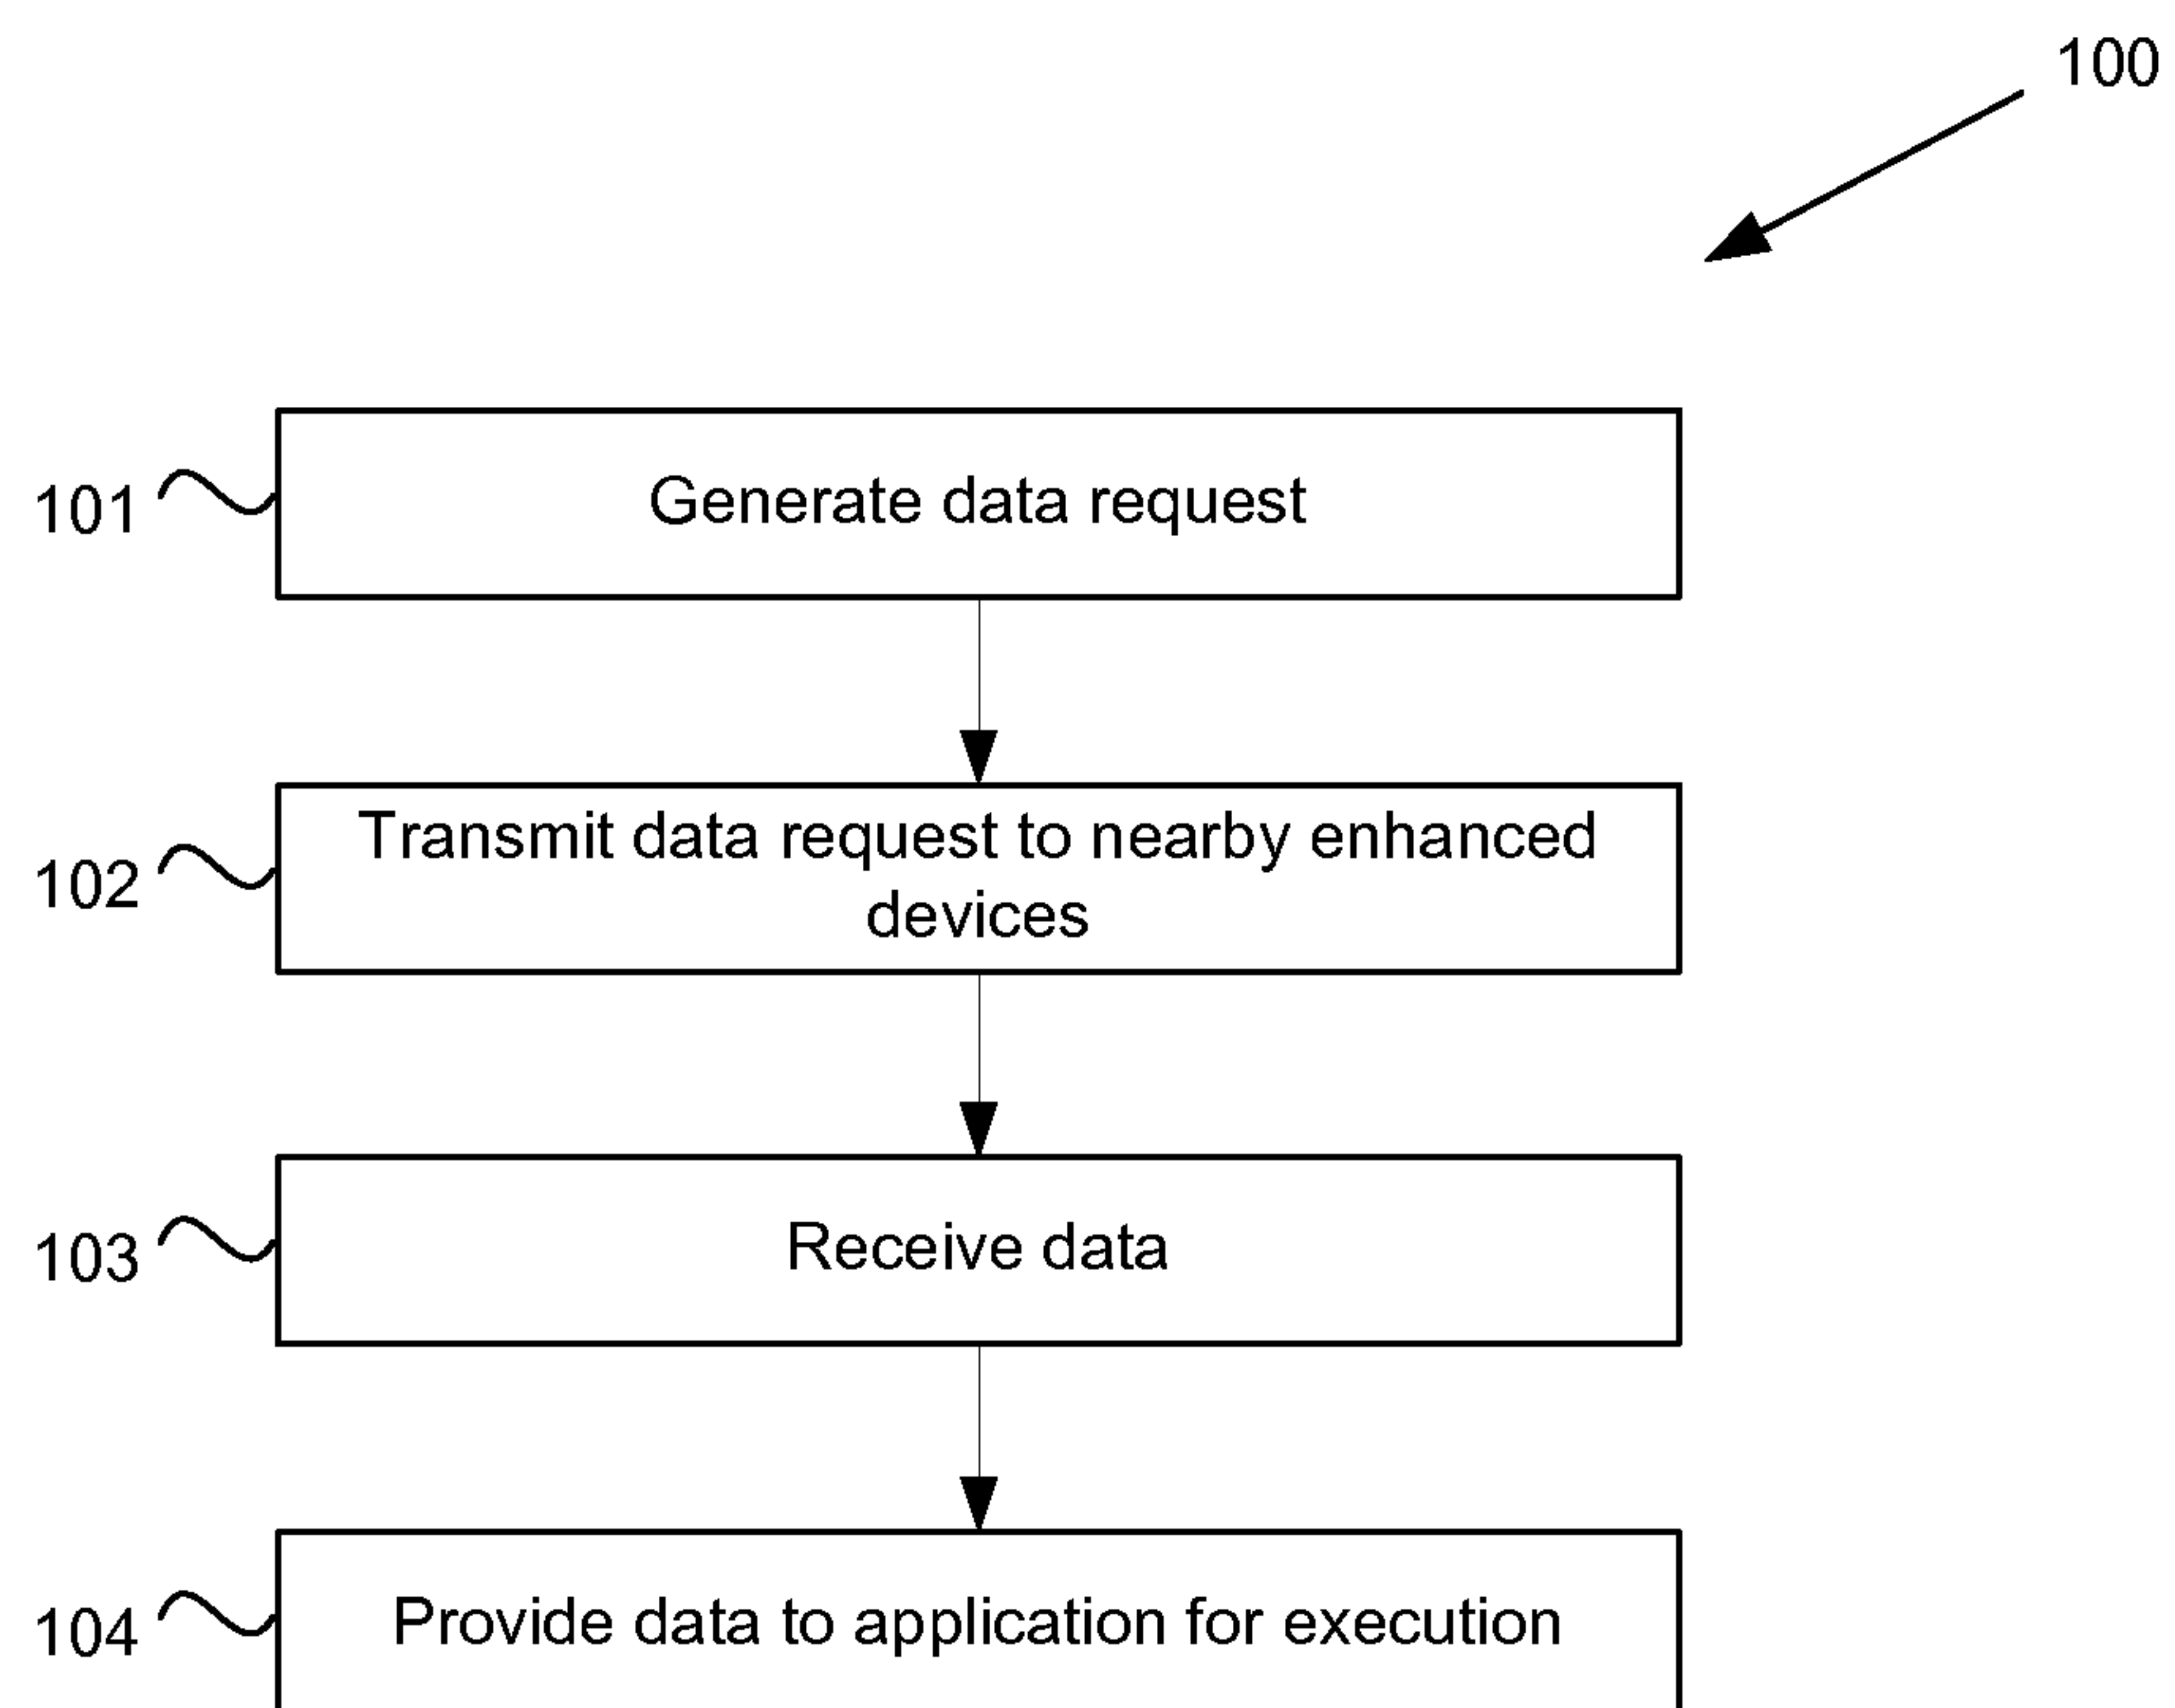 100
101
Generate data request
102
Transmit data request to nearby enhanced
devices
103
Receive data
104
Provide data to application for execution